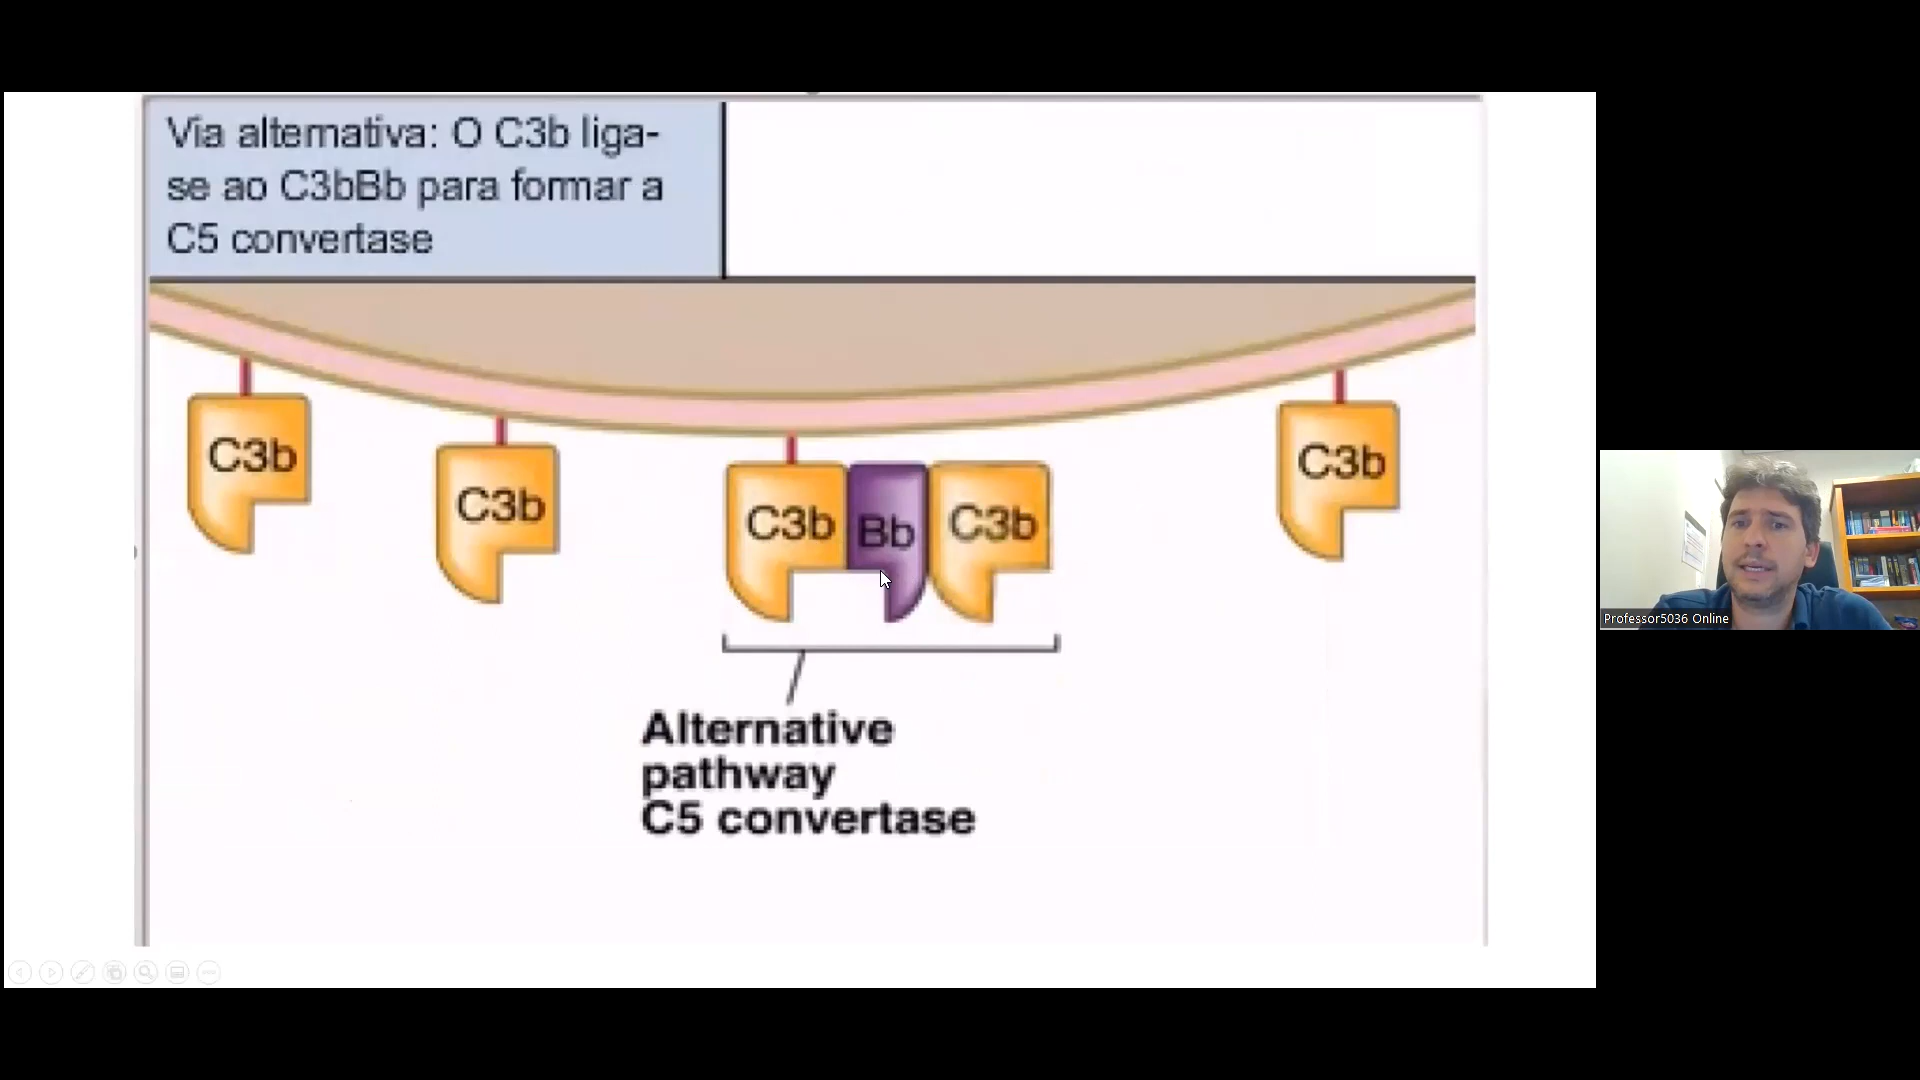 Via alternativa: O C3b liga-
se ao C3bBb para formar a
C5 convertase
C3b
C3b
C3b
Bb
C3b
C3b
Alternative
pathway
C5 convertase
Professor5036 Online